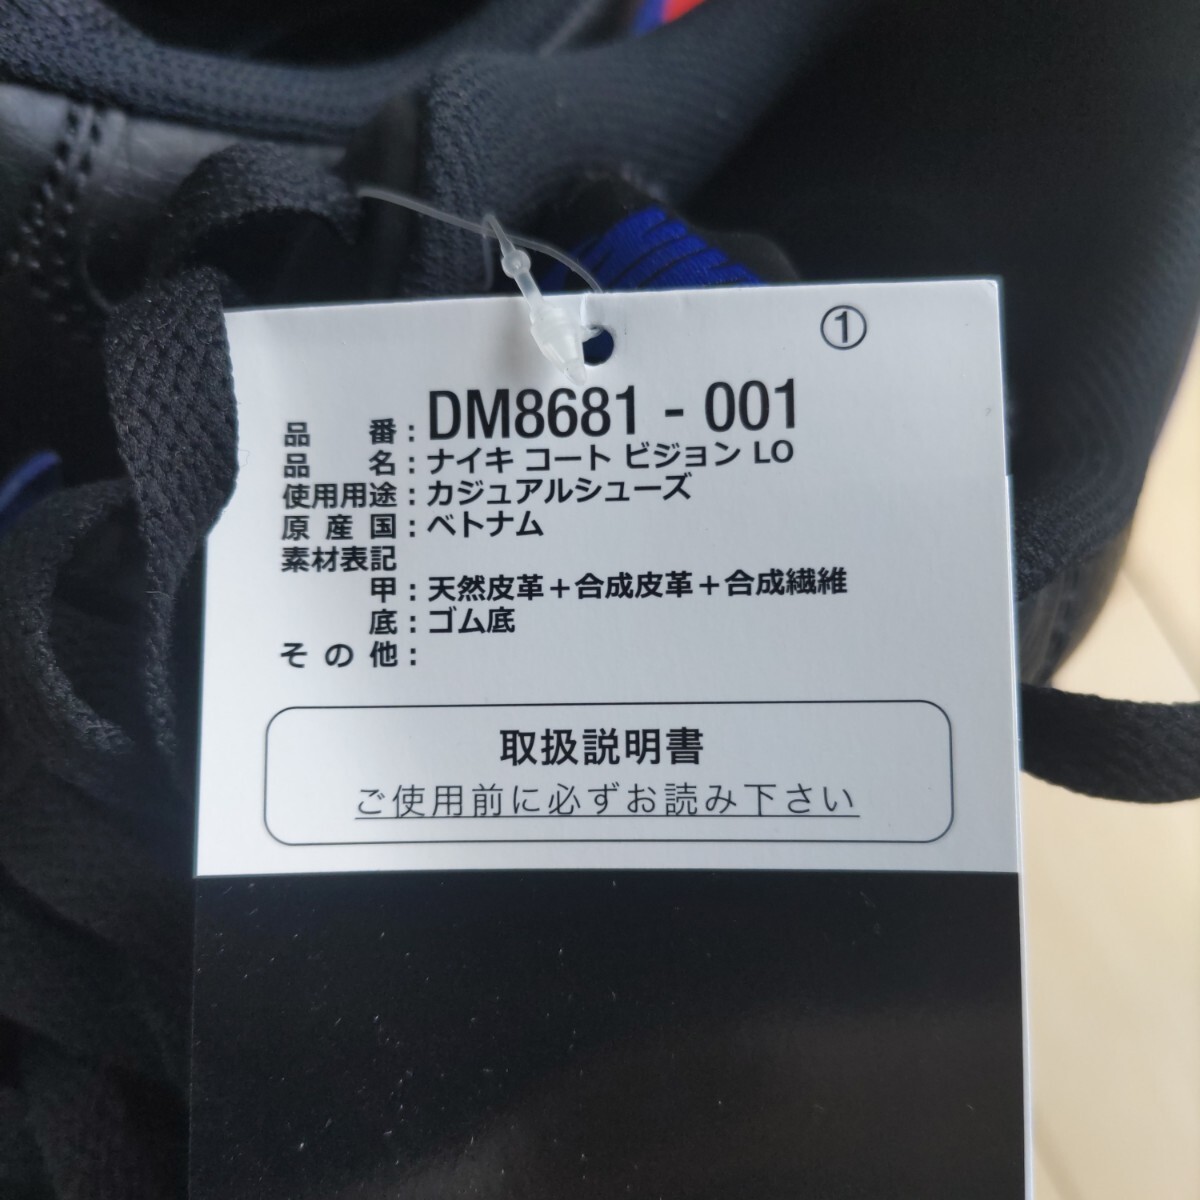 ①
品番：DM8681 - 001
品名：ナイキ コート ビジョン LO
使用用途：カジュアルシューズ
原産国：ベトナム
素材表記
甲：天然皮革＋合成皮革＋合成繊維
底：ゴム底
その他：
取扱説明書
ご使用前に必ずお読み下さい